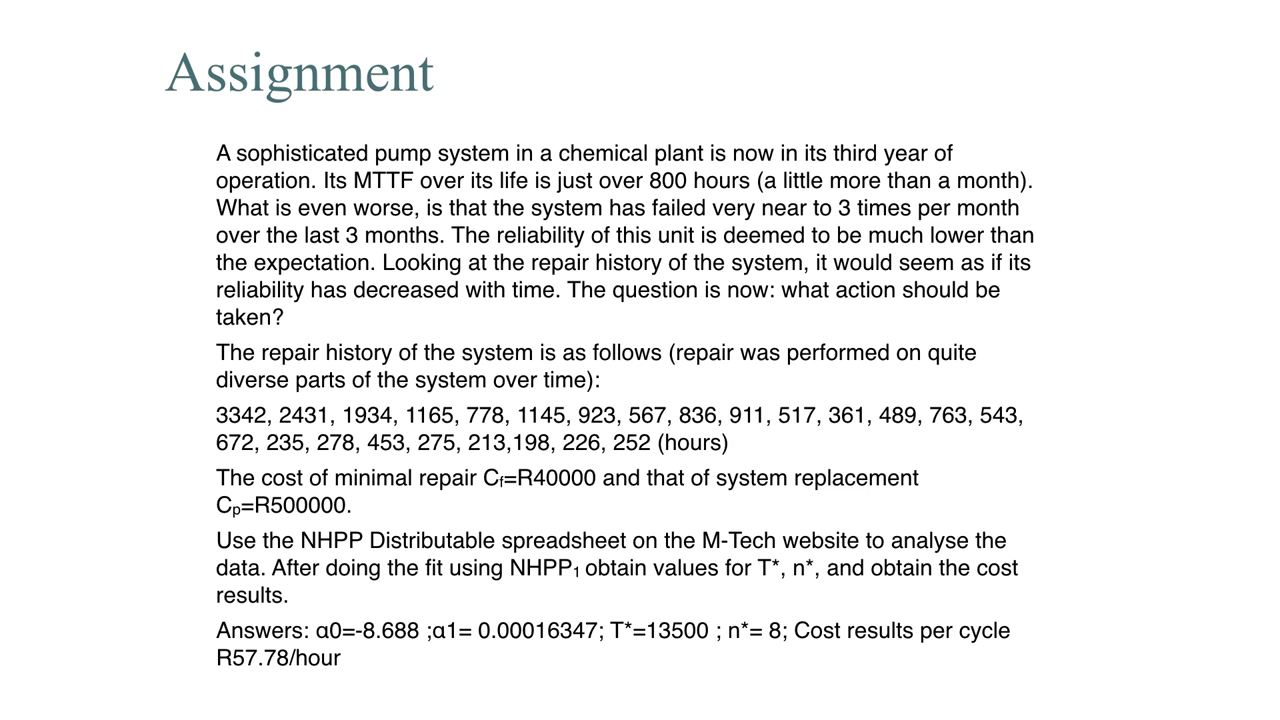 Assignment
A sophisticated pump system in a chemical plant is now in its third year of
operation. Its MTTF over its life is just over 800 hours (a little more than a month).
What is even worse, is that the system has failed very near to 3 times per month
over the last 3 months. The reliability of this unit is deemed to be much lower than
the expectation. Looking at the repair history of the system, it would seem as if its
reliability has decreased with time. The question is now: what action should be
taken?
The repair history of the system is as follows (repair was performed on quite
diverse parts of the system over time):
3342, 2431, 1934, 1165, 778, 1145, 923, 567, 836, 911, 517, 361, 489, 763, 543,
672, 235, 278, 453, 275, 213,198, 226, 252 (hours)
The cost of minimal repair Cf=R40000 and that of system replacement
Cp=R500000.
Use the NHPP Distributable spreadsheet on the M-Tech website to analyse the
data. After doing the fit using NHPP₁ obtain values for T*, n*, and obtain the cost
results.
Answers: α0=-8.688 ;α1= 0.00016347; T*=13500 ; n*= 8; Cost results per cycle
R57.78/hour